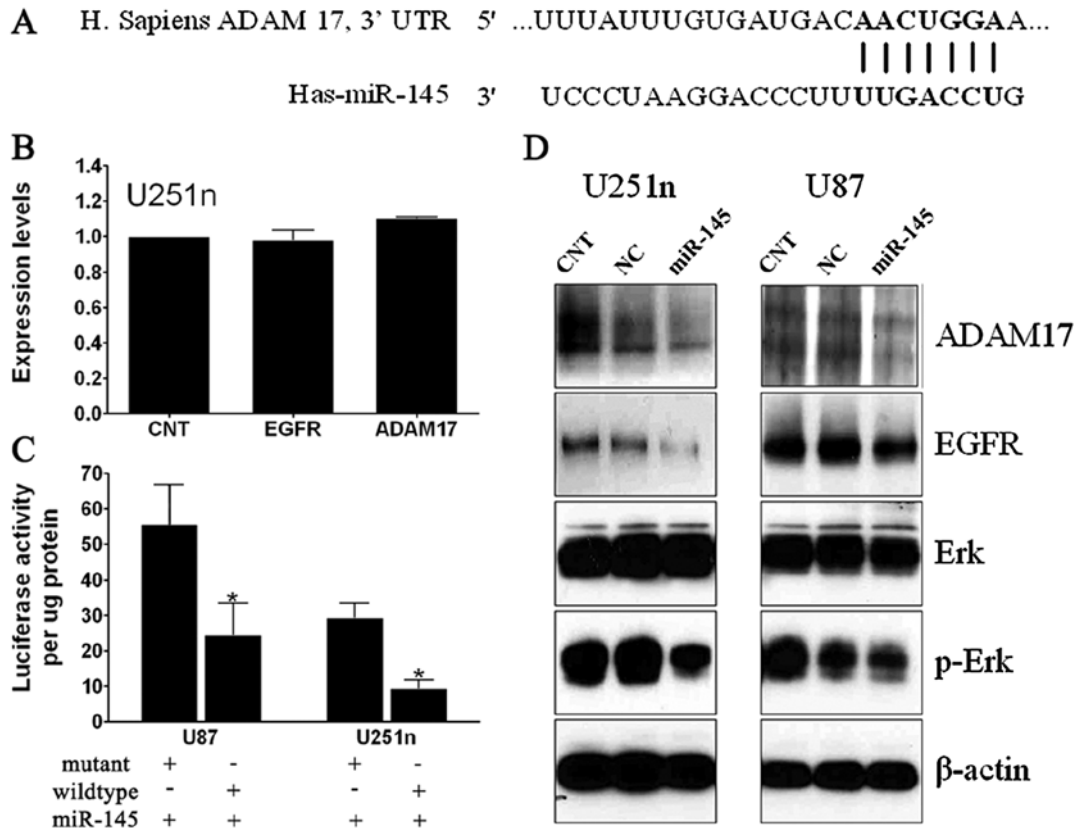 A H. Sapiens ADAM 17, 3' UTR 5' ...UUUAUUUGUGAUGACAACUGGAA...
Has-miR-145 3' UCCCUAAGGACCCUUUUGACCUG
B
1.4
1.2
1.0
0.8
0.6
0.4
0.2
0.0
Expression levels
U251n
CNT EGFR ADAM17
C
70
60
50
40
30
20
10
0
Luciferase activity
per ug protein
* *
U87 U251n
mutant + - + -
wildtype - + - +
miR-145 + + + +
D
U251n U87
CNT NC miR-145 CNT NC miR-145
ADAM17
EGFR
Erk
p-Erk
β-actin